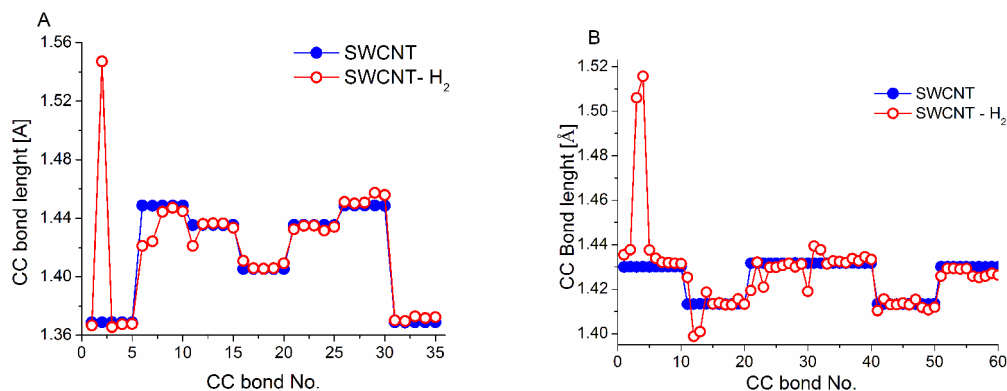 A
SWCNT
SWCNT- H2
CC bond lenght [A]
1.56
1.52
1.48
1.44
1.40
1.36
0 5 10 15 20 25 30 35
CC bond No.
B
SWCNT
SWCNT - H2
CC Bond lenght [Å]
1.52
1.50
1.48
1.46
1.44
1.42
1.40
0 10 20 30 40 50 60
CC bond No.